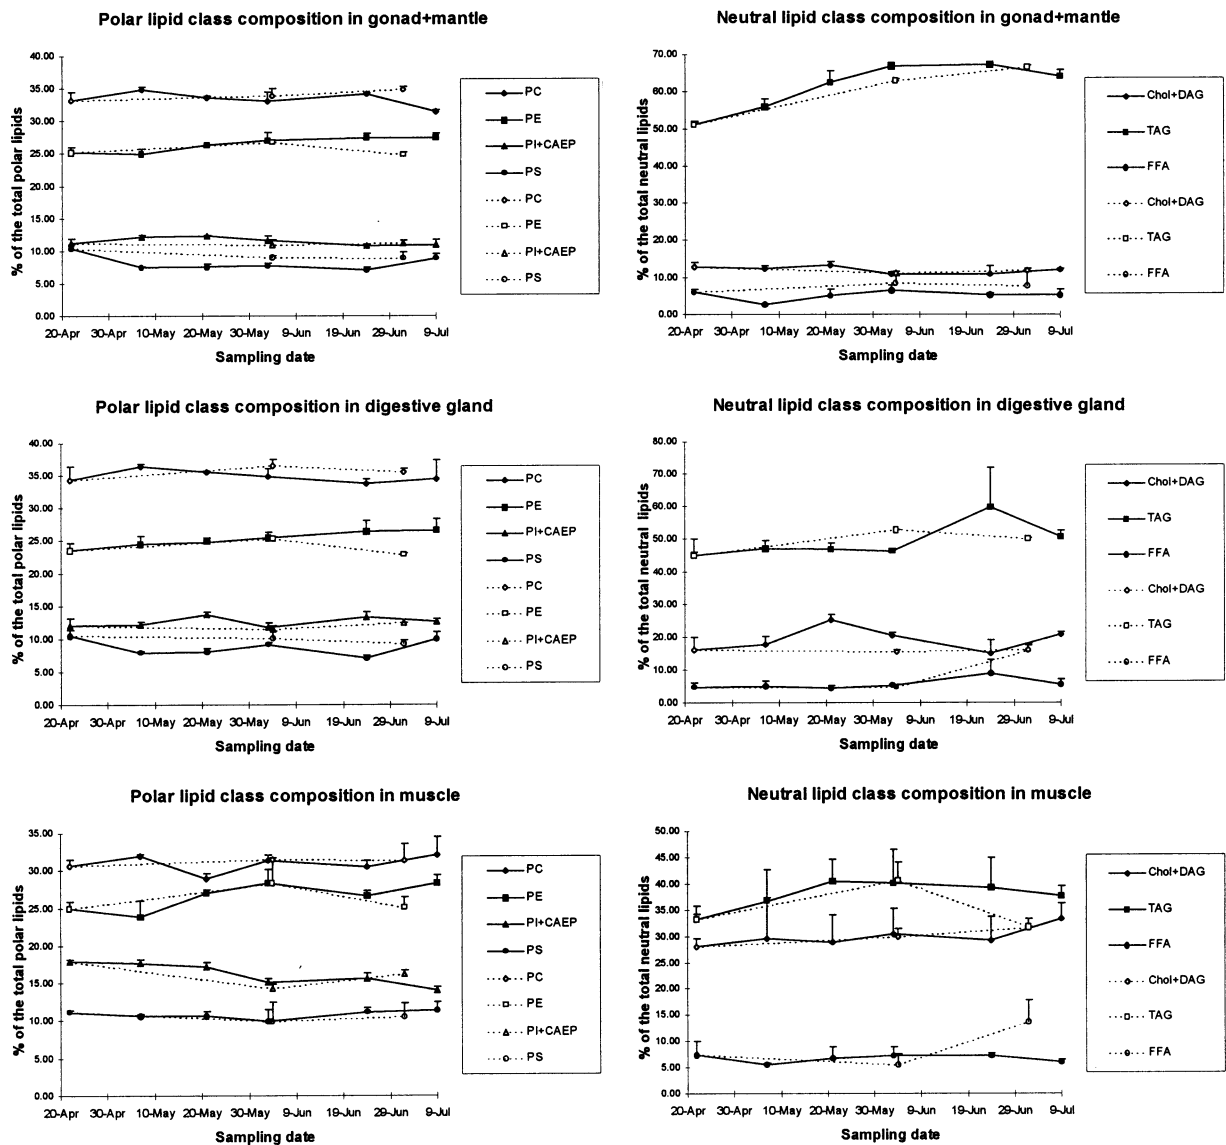 Polar lipid class composition in gonad+mantle
% of the total polar lipids
40.00
35.00
30.00
25.00
20.00
15.00
10.00
5.00
0.00
20-Apr 30-Apr 10-May 20-May 30-May 9-Jun 19-Jun 29-Jun 9-Jul
Sampling date
PC
PE
PI+CAEP
PS
PC
PE
PI+CAEP
PS
Neutral lipid class composition in gonad+mantle
% of the total neutral lipids
70.00
60.00
50.00
40.00
30.00
20.00
10.00
0.00
20-Apr 30-Apr 10-May 20-May 30-May 9-Jun 19-Jun 29-Jun 9-Jul
Sampling date
Chol+DAG
TAG
FFA
Chol+DAG
TAG
FFA
Polar lipid class composition in digestive gland
% of the total polar lipids
40.00
35.00
30.00
25.00
20.00
15.00
10.00
5.00
0.00
20-Apr 30-Apr 10-May 20-May 30-May 9-Jun 19-Jun 29-Jun 9-Jul
Sampling date
PC
PE
PI+CAEP
PS
PC
PE
PI+CAEP
PS
Neutral lipid class composition in digestive gland
% of the total neutral lipids
80.00
70.00
60.00
50.00
40.00
30.00
20.00
10.00
0.00
20-Apr 30-Apr 10-May 20-May 30-May 9-Jun 19-Jun 29-Jun 9-Jul
Sampling date
Chol+DAG
TAG
FFA
Chol+DAG
TAG
FFA
Polar lipid class composition in muscle
% of the total polar lipids
35.00
30.00
25.00
20.00
15.00
10.00
5.00
0.00
20-Apr 30-Apr 10-May 20-May 30-May 9-Jun 19-Jun 29-Jun 9-Jul
Sampling date
PC
PE
PI+CAEP
PS
PC
PE
PI+CAEP
PS
Neutral lipid class composition in muscle
% of the total neutral lipids
50.00
45.00
40.00
35.00
30.00
25.00
20.00
15.00
10.00
5.00
0.00
20-Apr 30-Apr 10-May 20-May 30-May 9-Jun 19-Jun 29-Jun 9-Jul
Sampling date
Chol+DAG
TAG
FFA
Chol+DAG
TAG
FFA